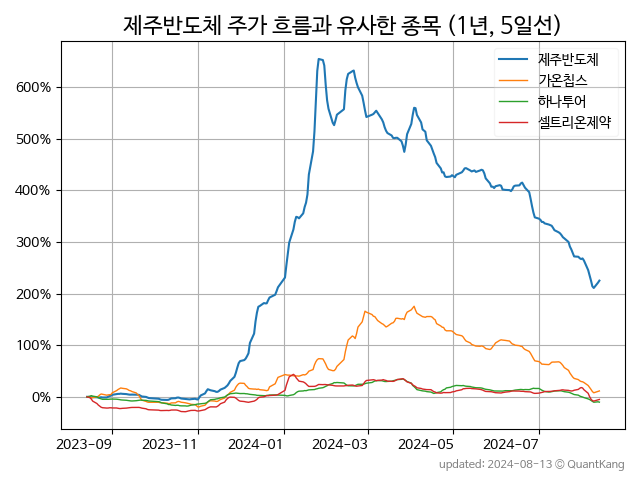 제주반도체 주가 흐름과 유사한 종목 (1년, 5일선)
제주반도체
가온칩스
하나투어
셀트리온제약
600%
500%
400%
300%
200%
100%
0%
2023-09 2023-11 2024-01 2024-03 2024-05 2024-07
updated: 2024-08-13 ⓒ QuantKang